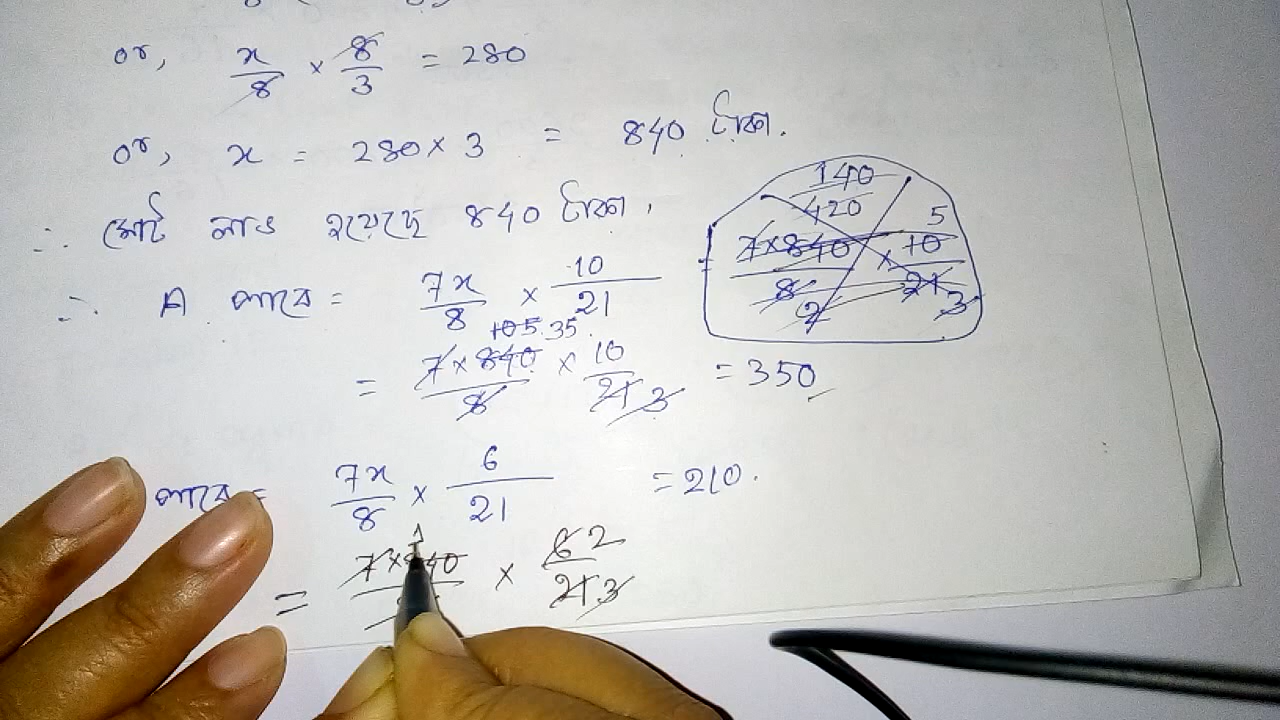 or, x/8 × 8/3 = 280
or, x = 280 × 3 = 840 টাকা.
∴ মোট লাভ হয়েছে 840 টাকা,
∴ A পাবে = 7x/8 × 10/21
= 7×840/8 × 10/21 3 = 350
105 35
140
420
5
7×840/8 × 10/21
2 3
পাবে = 7x/8 × 6/21 = 210.
= 7×840 × 6 2/21 3